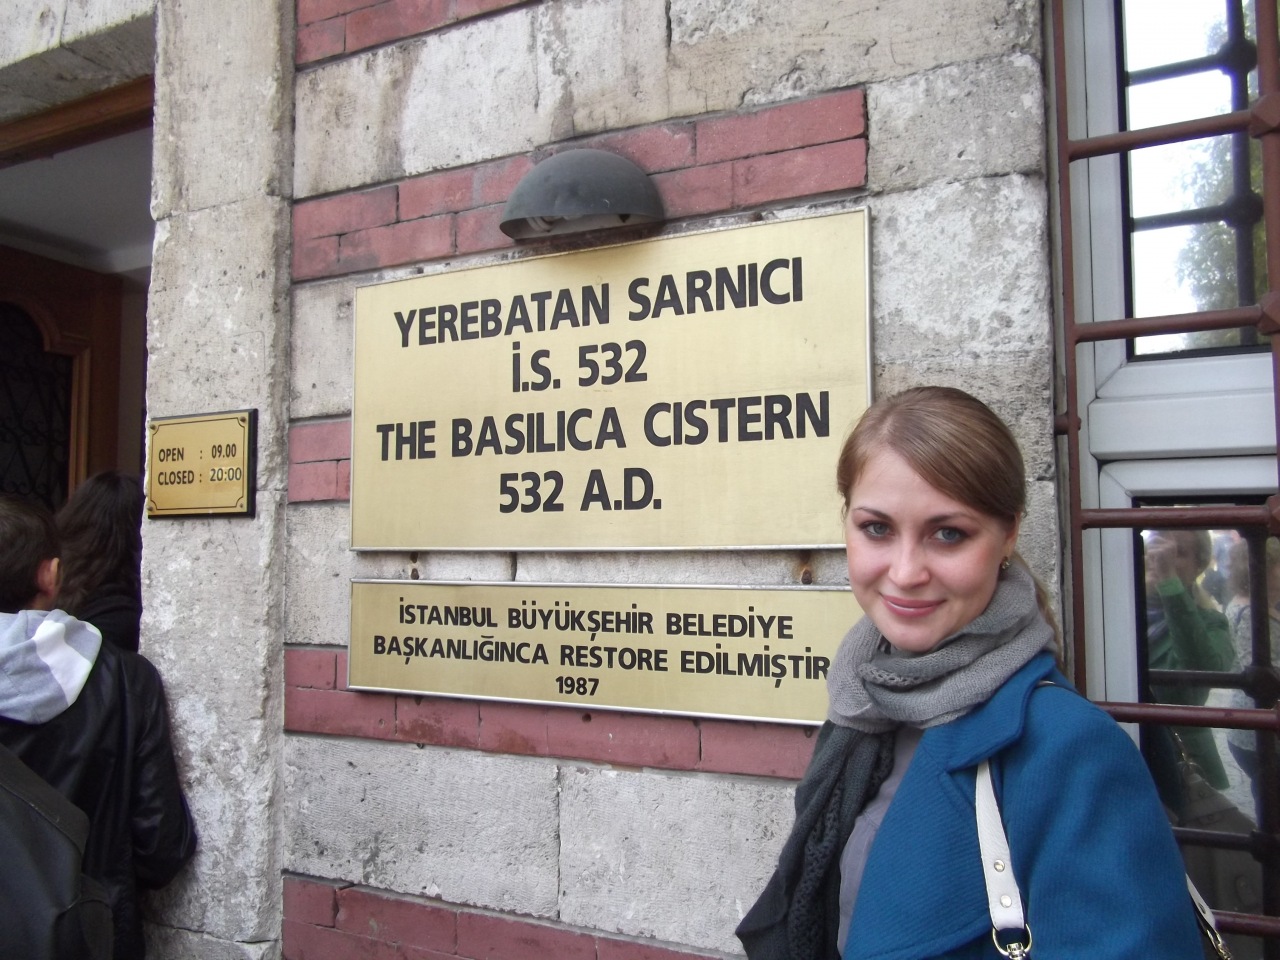 YEREBATAN SARNICI
İ.S. 532
THE BASILICA CISTERN
532 A.D.
OPEN : 09.00
CLOSED : 20:00
İSTANBUL BÜYÜKŞEHİR BELEDİYE
BAŞKANLIĞINCA RESTORE EDİLMİŞTİR
1987